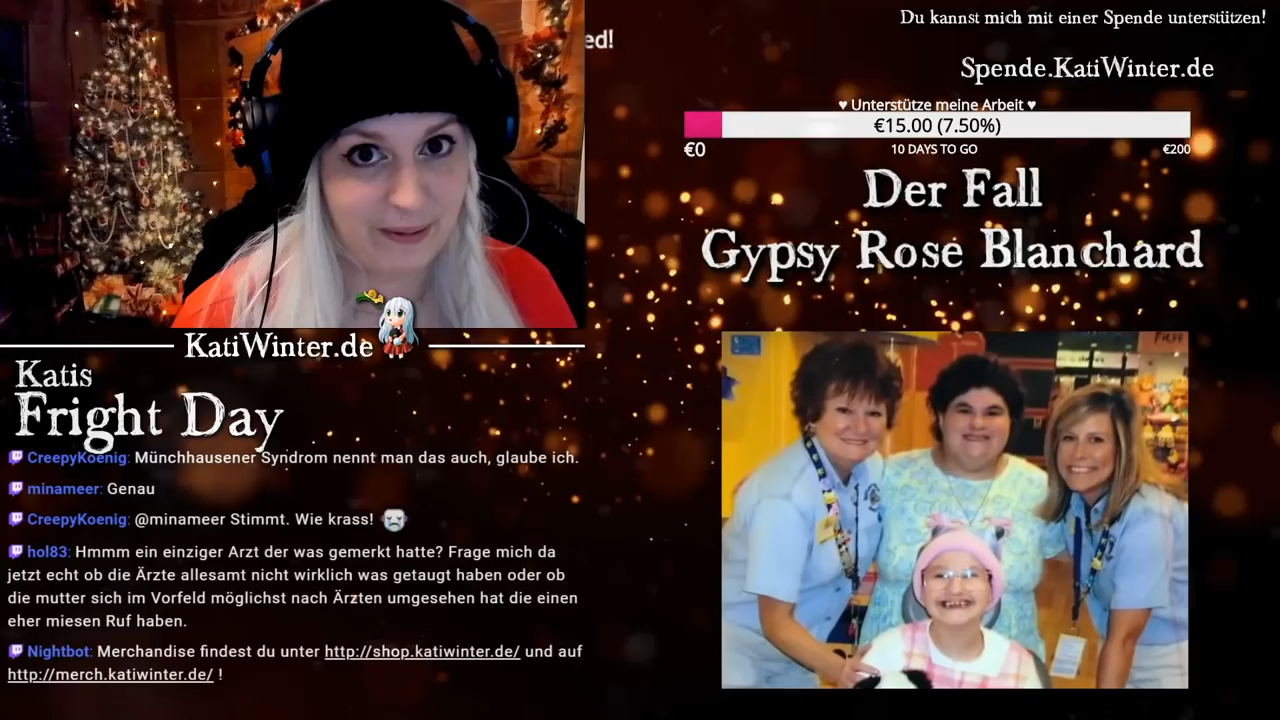 ed!
Du kannst mich mit einer Spende unterstützen!
Spende.KatiWinter.de
♥ Unterstütze meine Arbeit ♥
€15.00 (7.50%)
€0 10 DAYS TO GO €200
Der Fall
Gypsy Rose Blanchard
KatiWinter.de
Katis
Fright Day
CreepyKoenig: Münchhausener Syndrom nennt man das auch, glaube ich.
minameer: Genau
CreepyKoenig: @minameer Stimmt. Wie krass!
hol83: Hmmm ein einziger Arzt der was gemerkt hatte? Frage mich da
jetzt echt ob die Ärzte allesamt nicht wirklich was getaugt haben oder ob
die mutter sich im Vorfeld möglichst nach Ärzten umgesehen hat die einen
eher miesen Ruf haben.
Nightbot: Merchandise findest du unter http://shop.katiwinter.de/ und auf
http://merch.katiwinter.de/ !